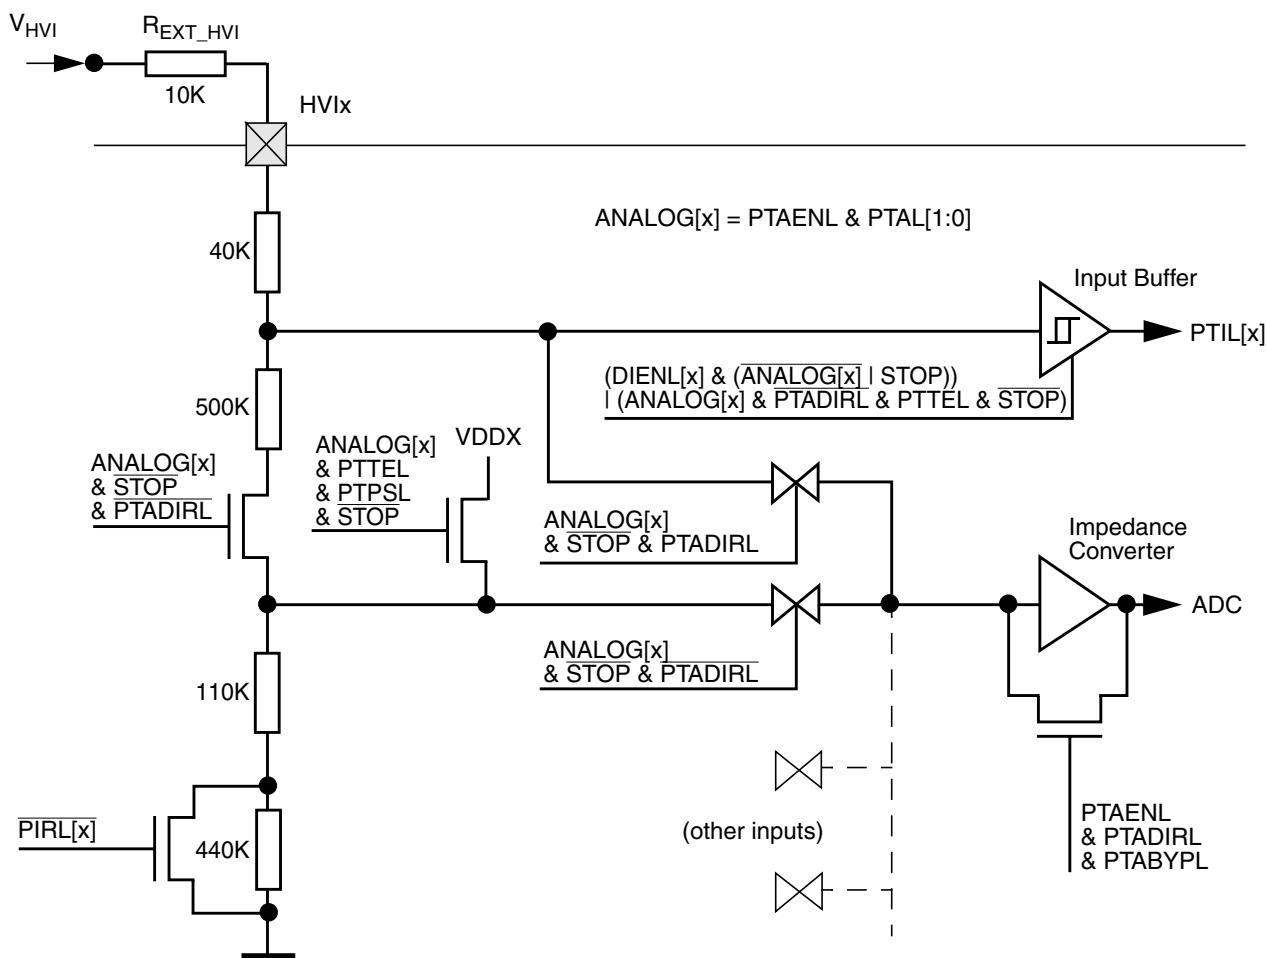 V_HVI
R_EXT_HVI
10K
HVIx
ANALOG[x] = PTAENL & PTAL[1:0]
40K
Input Buffer
PTIL[x]
(DIENL[x] & (ANALOG[x] | STOP))
| (ANALOG[x] & PTADIRL & PTTEL & STOP)
500K
ANALOG[x]
& STOP
& PTADIRL
ANALOG[x]
& PTTEL
& PTPSL
& STOP
VDDX
ANALOG[x]
& STOP & PTADIRL
Impedance
Converter
ADC
ANALOG[x]
& STOP & PTADIRL
110K
PIRL[x]
440K
(other inputs)
PTAENL
& PTADIRL
& PTABYPL